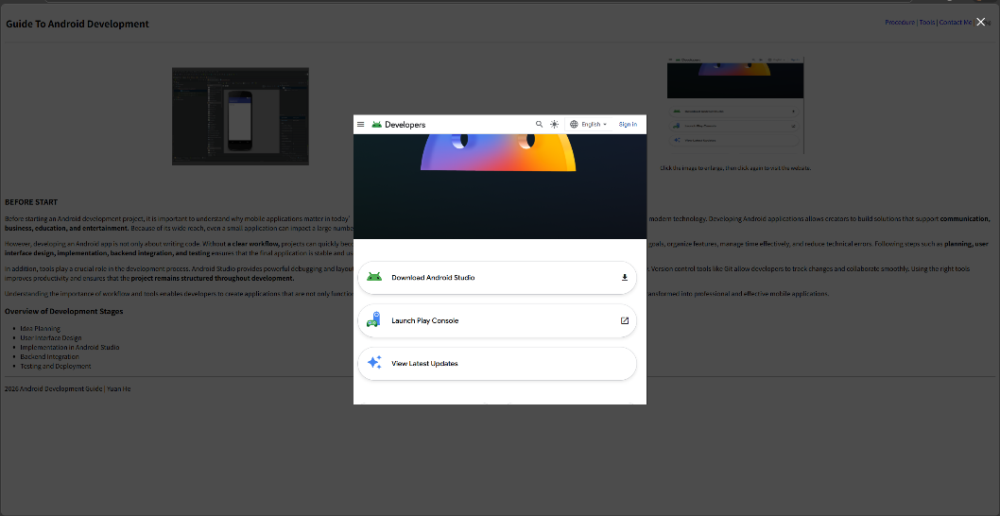 Guide To Android Development
Procedure | Tools | Contact Me
Click the image to enlarge, then click again to visit the website.
Developers
English
Sign in
Download Android Studio
Launch Play Console
View Latest Updates
BEFORE START
Before starting an Android development project, it is important to understand why mobile applications matter in today' modern technology. Developing Android applications allows creators to build solutions that support communication,
business, education, and entertainment. Because of its wide reach, even a small application can impact a large
However, developing an Android app is not only about writing code. Without a clear workflow, projects can quickly goals, organize features, manage time effectively, and reduce technical errors. Following steps such as planning, user
interface design, implementation, backend integration, and testing ensures that the final application is stable and
In addition, tools play a crucial role in the development process. Android Studio provides powerful debugging and Version control tools like Git allow developers to track changes and collaborate smoothly. Using the right tools
improves productivity and ensures that the project remains structured throughout development.
Understanding the importance of workflow and tools enables developers to create applications that are not only into professional and effective mobile applications.
Overview of Development Stages
Idea Planning
User Interface Design
Implementation in Android Studio
Backend Integration
Testing and Deployment
2026 Android Development Guide | Yuan He